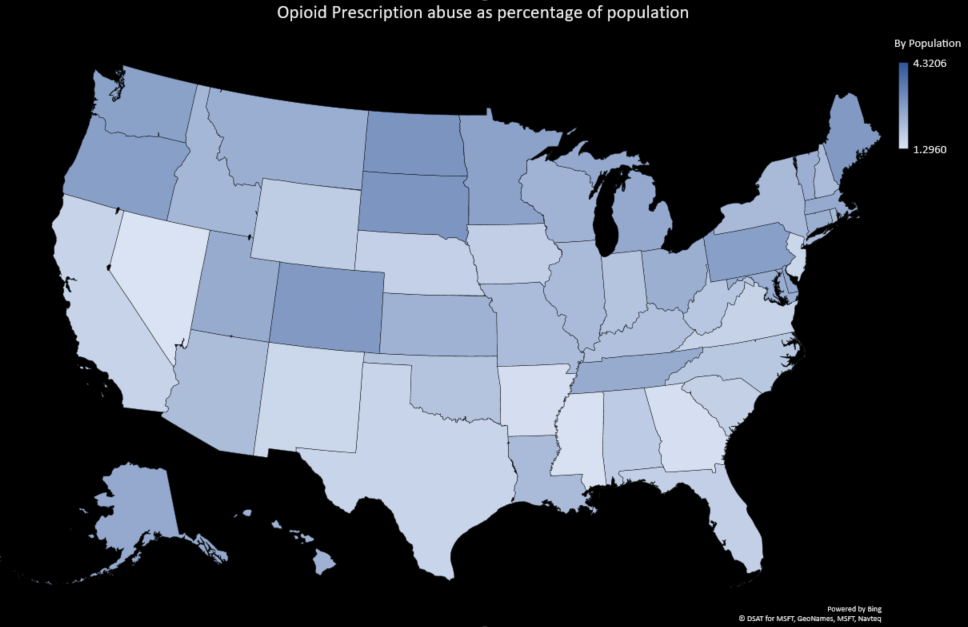 Opioid Prescription abuse as percentage of population
By Population
4.3206
1.2960
Powered by Bing
© DSAT for MSFT, GeoNames, MSFT, Navteq